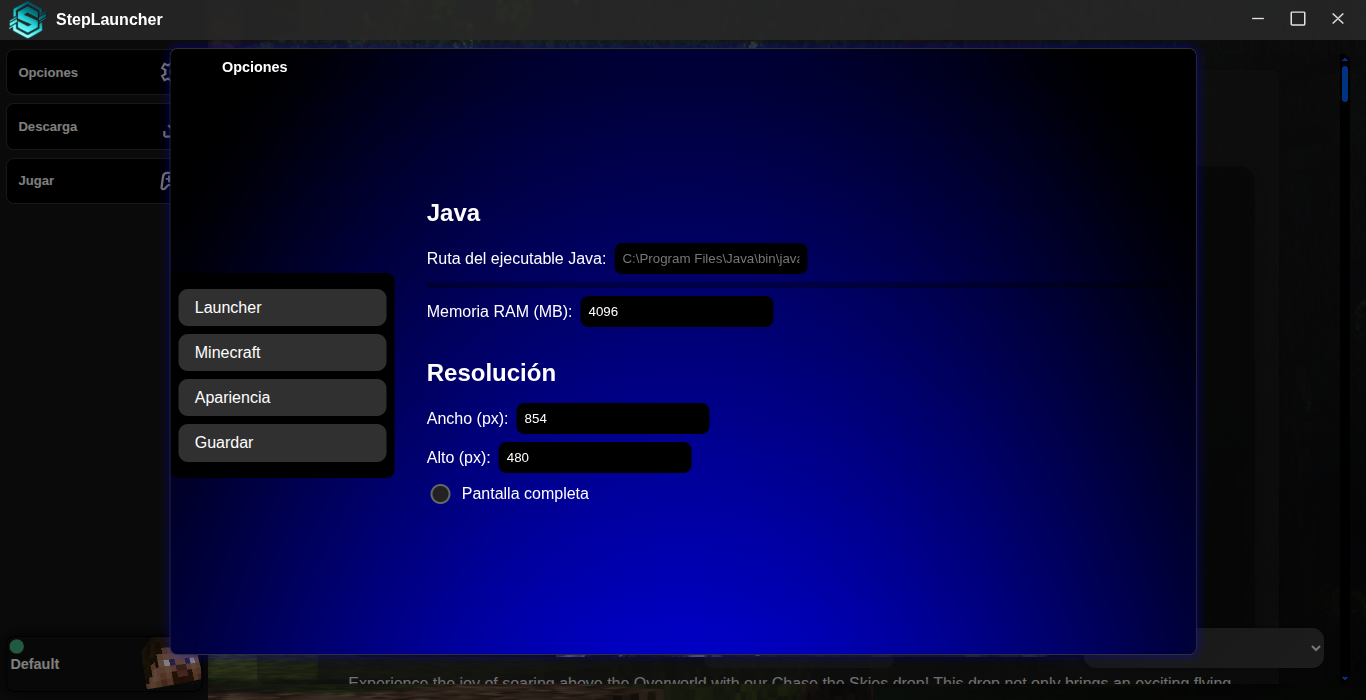 StepLauncher
Opciones
Descarga
Jugar
Opciones
Launcher
Minecraft
Apariencia
Guardar
Java
Ruta del ejecutable Java: C:\Program Files\Java\bin\java
Memoria RAM (MB): 4096
Resolución
Ancho (px): 854
Alto (px): 480
Pantalla completa
Default
Experience the joy of soaring above the Overworld with our Chase the Skies drop! This drop not only brings an exciting flying